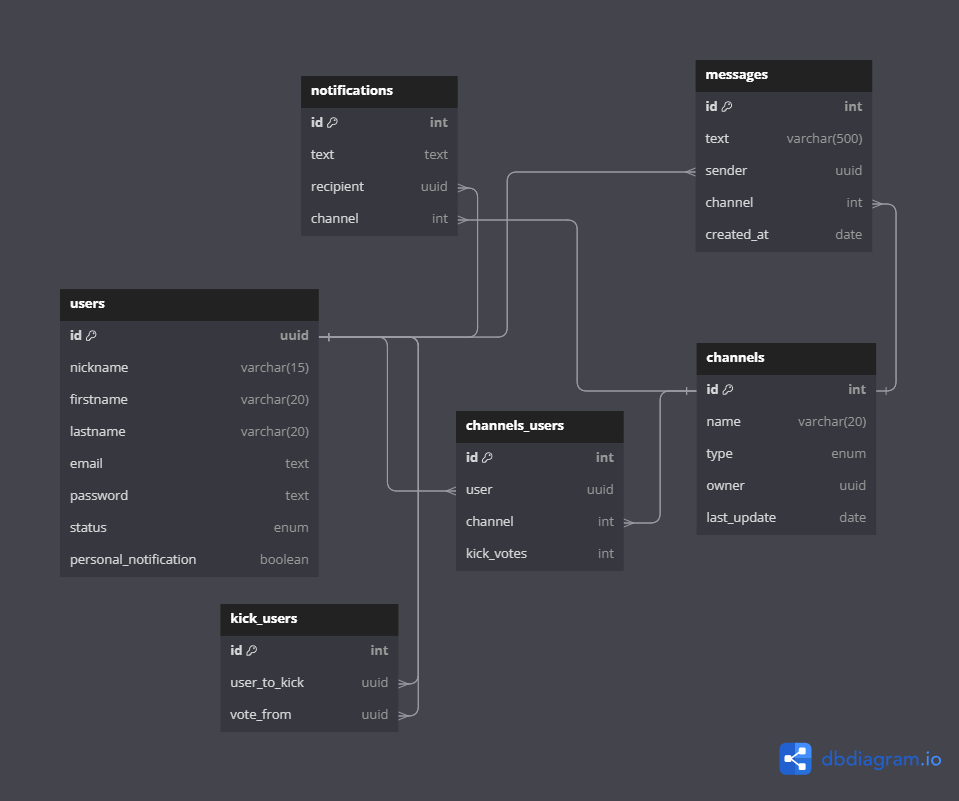 notifications
id int
text text
recipient uuid
channel int
messages
id int
text varchar(500)
sender uuid
channel int
created_at date
users
id uuid
nickname varchar(15)
firstname varchar(20)
lastname varchar(20)
email text
password text
status enum
personal_notification boolean
channels
id int
name varchar(20)
type enum
owner uuid
last_update date
channels_users
id int
user uuid
channel int
kick_votes int
kick_users
id int
user_to_kick uuid
vote_from uuid
dbdiagram.io